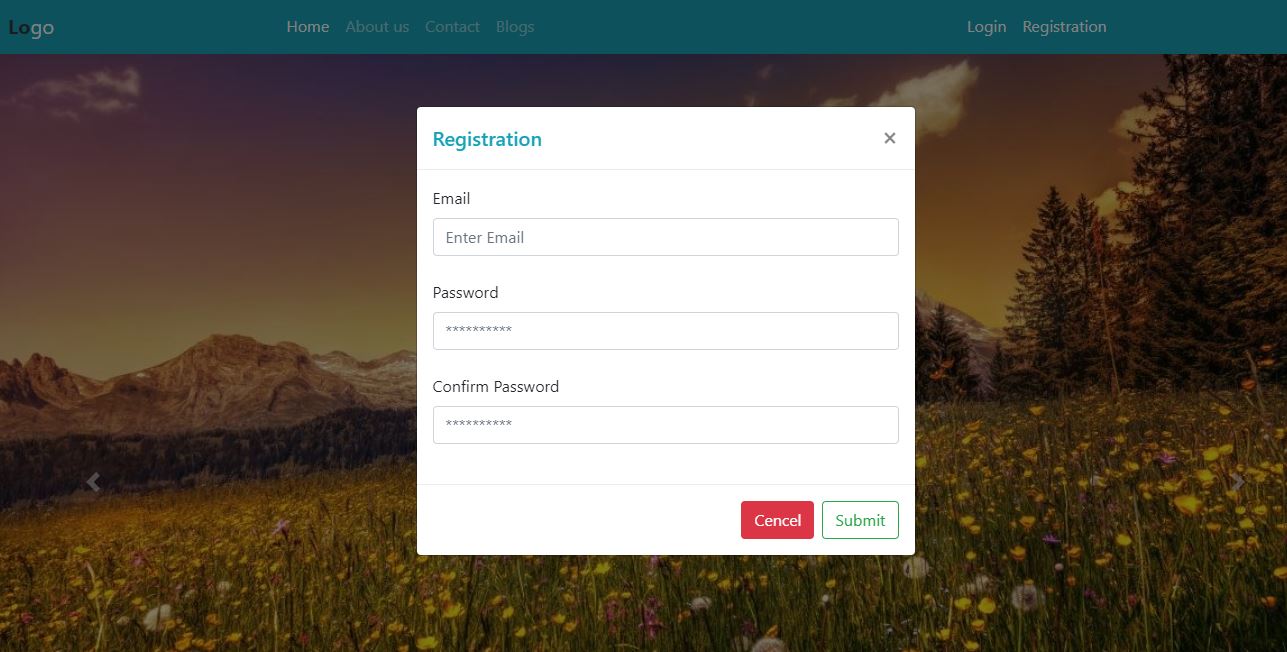 Logo Home About us Contact Blogs Login Registration
Registration ×
Email
Enter Email
Password
**********
Confirm Password
**********
Cencel Submit